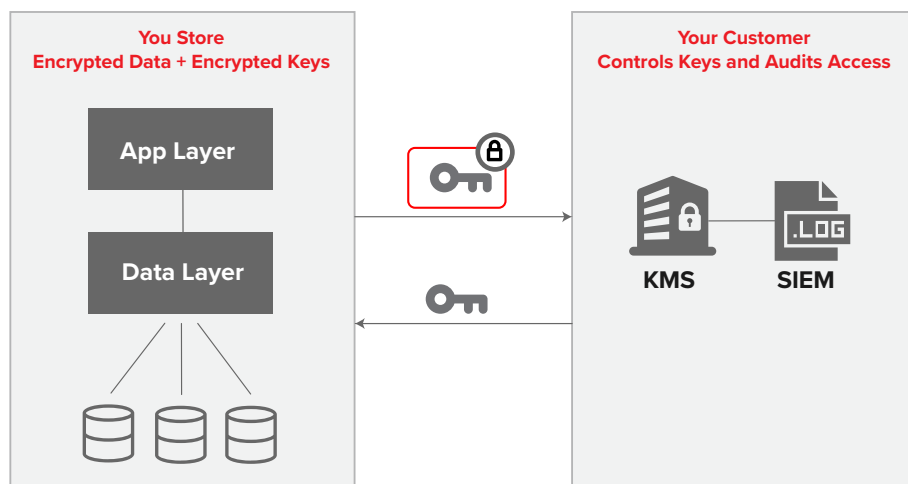 You Store
Encrypted Data + Encrypted Keys
App Layer
Data Layer
Your Customer
Controls Keys and Audits Access
.LOG
KMS
SIEM